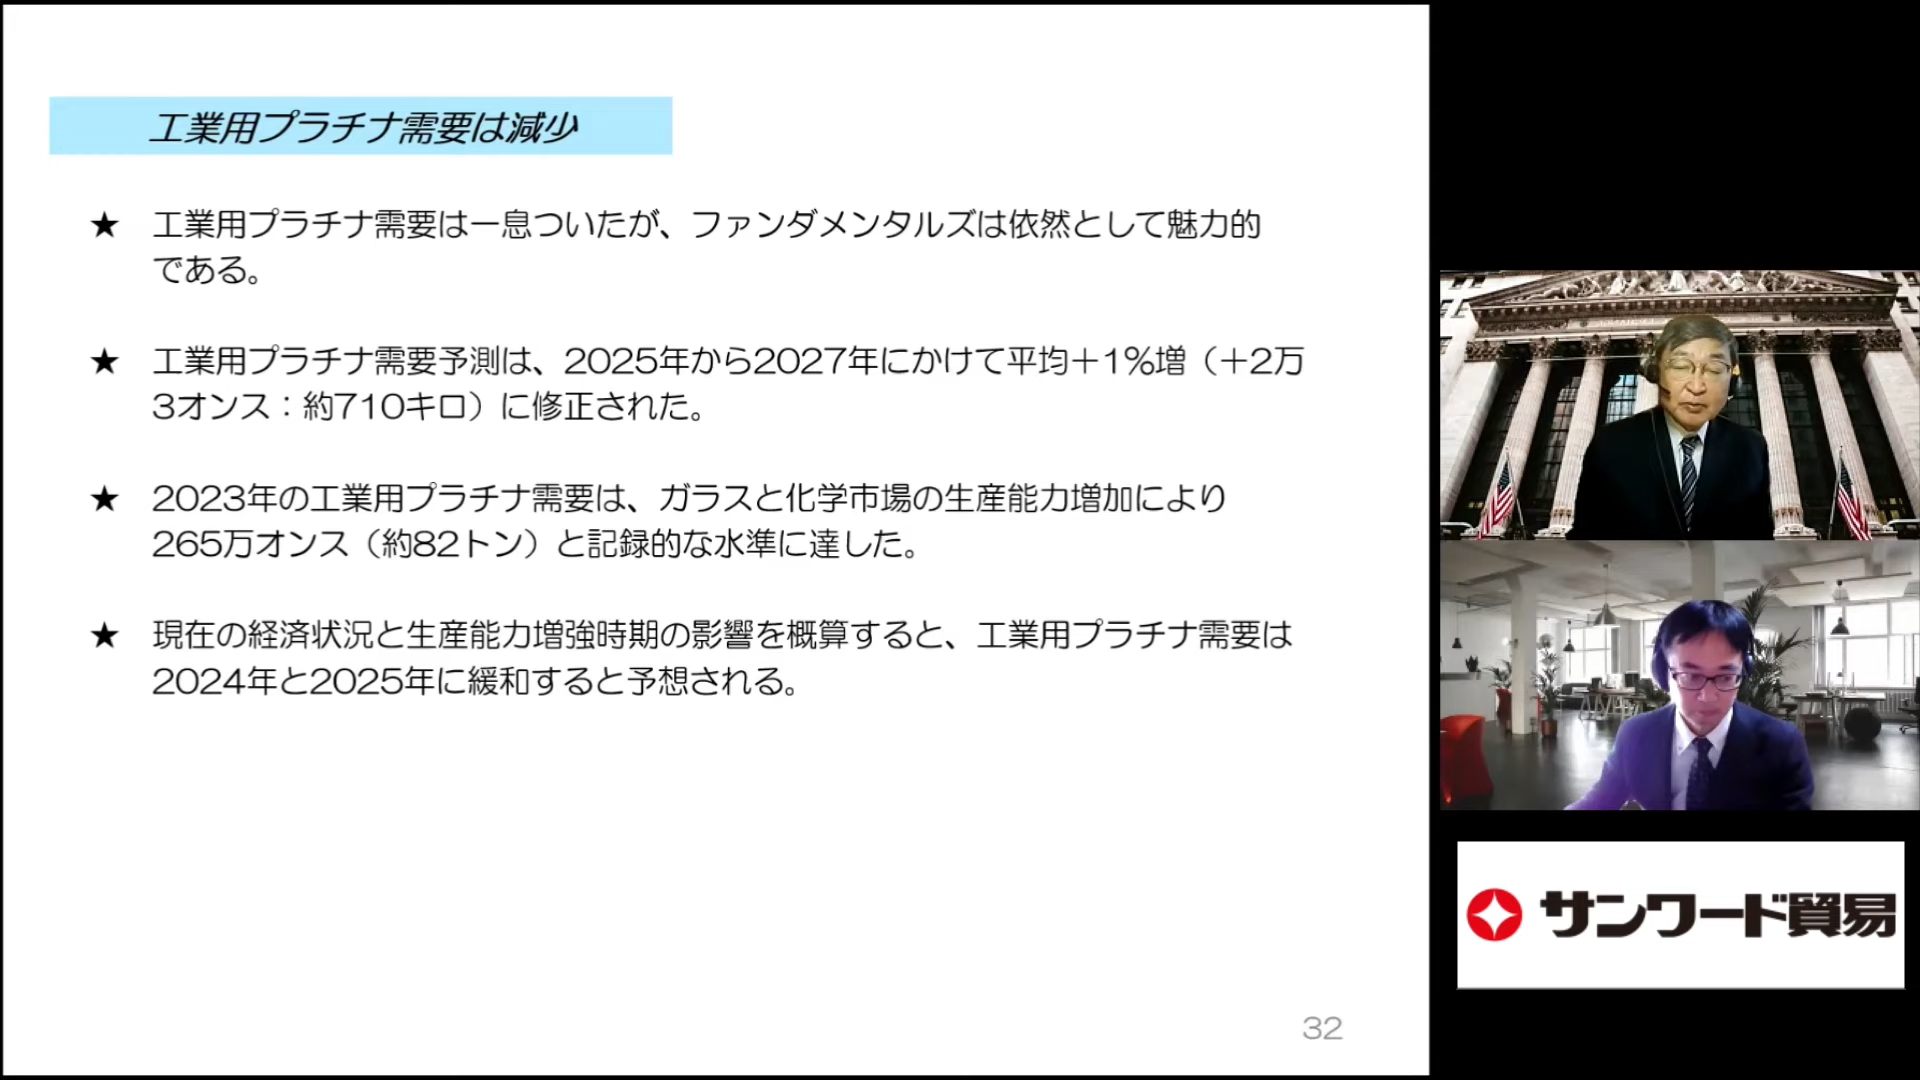 工業用プラチナ需要は減少
★ 工業用プラチナ需要は一息ついたが、ファンダメンタルズは依然として魅力的
である。
★ 工業用プラチナ需要予測は、2025年から2027年にかけて平均＋1％増（＋2万
3オンス：約710キロ）に修正された。
★ 2023年の工業用プラチナ需要は、ガラスと化学市場の生産能力増加により
265万オンス（約82トン）と記録的な水準に達した。
★ 現在の経済状況と生産能力増強時期の影響を概算すると、工業用プラチナ需要は
2024年と2025年に緩和すると予想される。
32
サンワード貿易